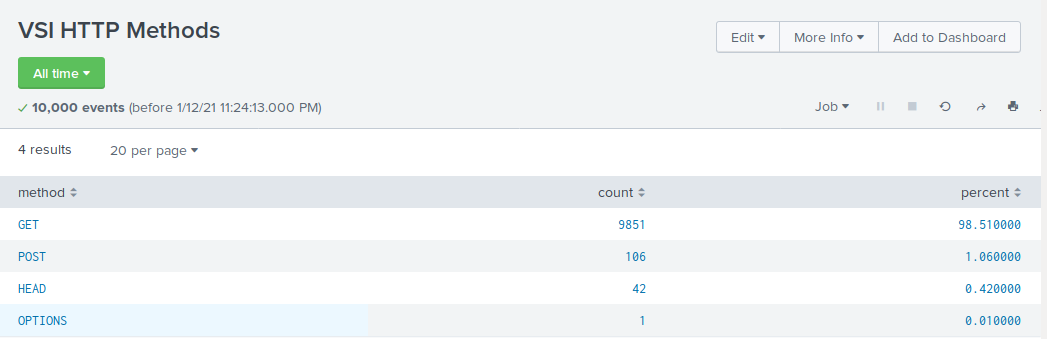 VSI HTTP Methods
Edit More Info Add to Dashboard
All time
10,000 events (before 1/12/21 11:24:13.000 PM)
Job
4 results 20 per page
method count percent
GET 9851 98.510000
POST 106 1.060000
HEAD 42 0.420000
OPTIONS 1 0.010000